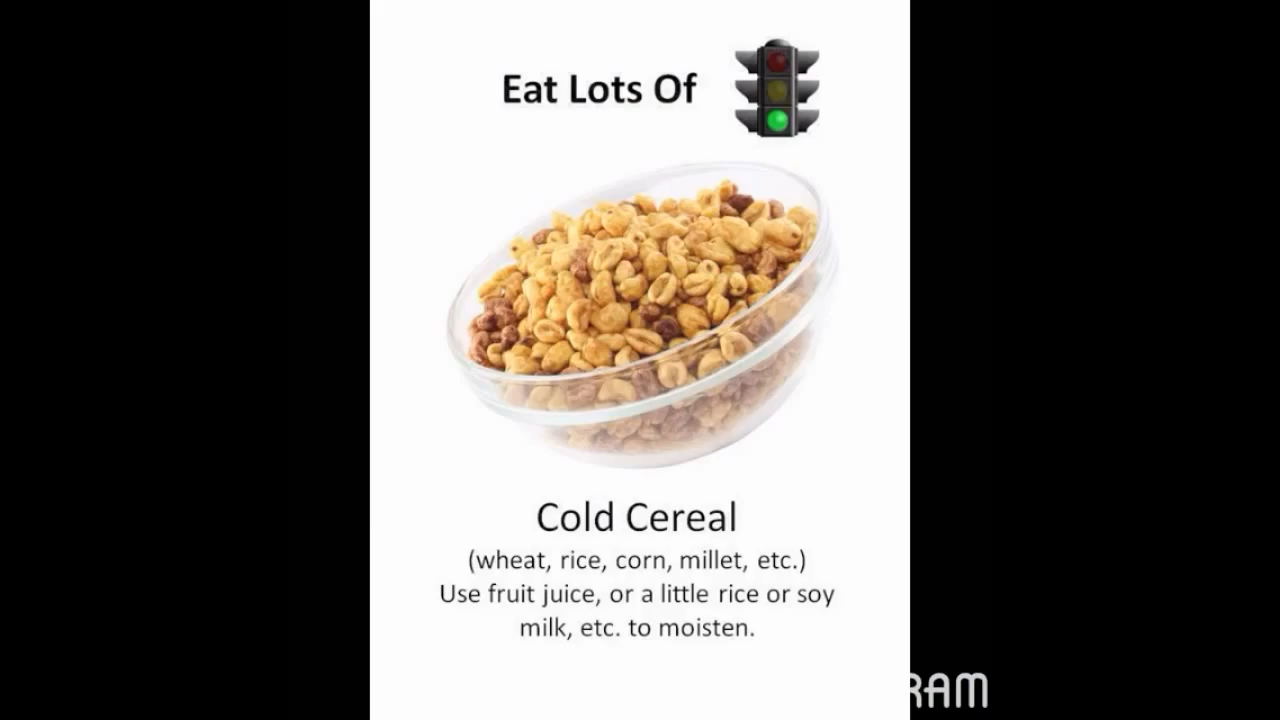 Eat Lots Of
Cold Cereal
(wheat, rice, corn, millet, etc.)
Use fruit juice, or a little rice or soy
milk, etc. to moisten.
RAM